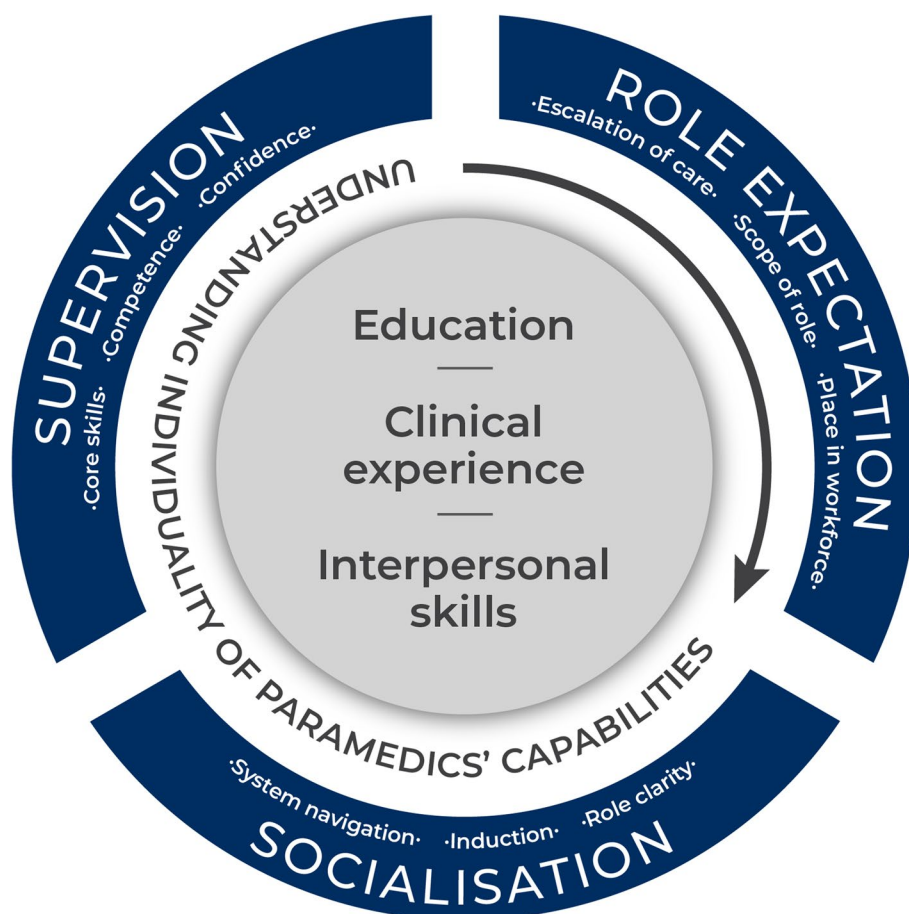 SUPERVISION
·Core skills· ·Competence· ·Confidence·
ROLE EXPECTATION
·Escalation of care· ·Scope of role· ·Place in workforce·
UNDERSTANDING INDIVIDUALITY OF PARAMEDICS’ CAPABILITIES
Education
Clinical
experience
Interpersonal
skills
·System navigation· ·Induction· ·Role clarity·
SOCIALISATION